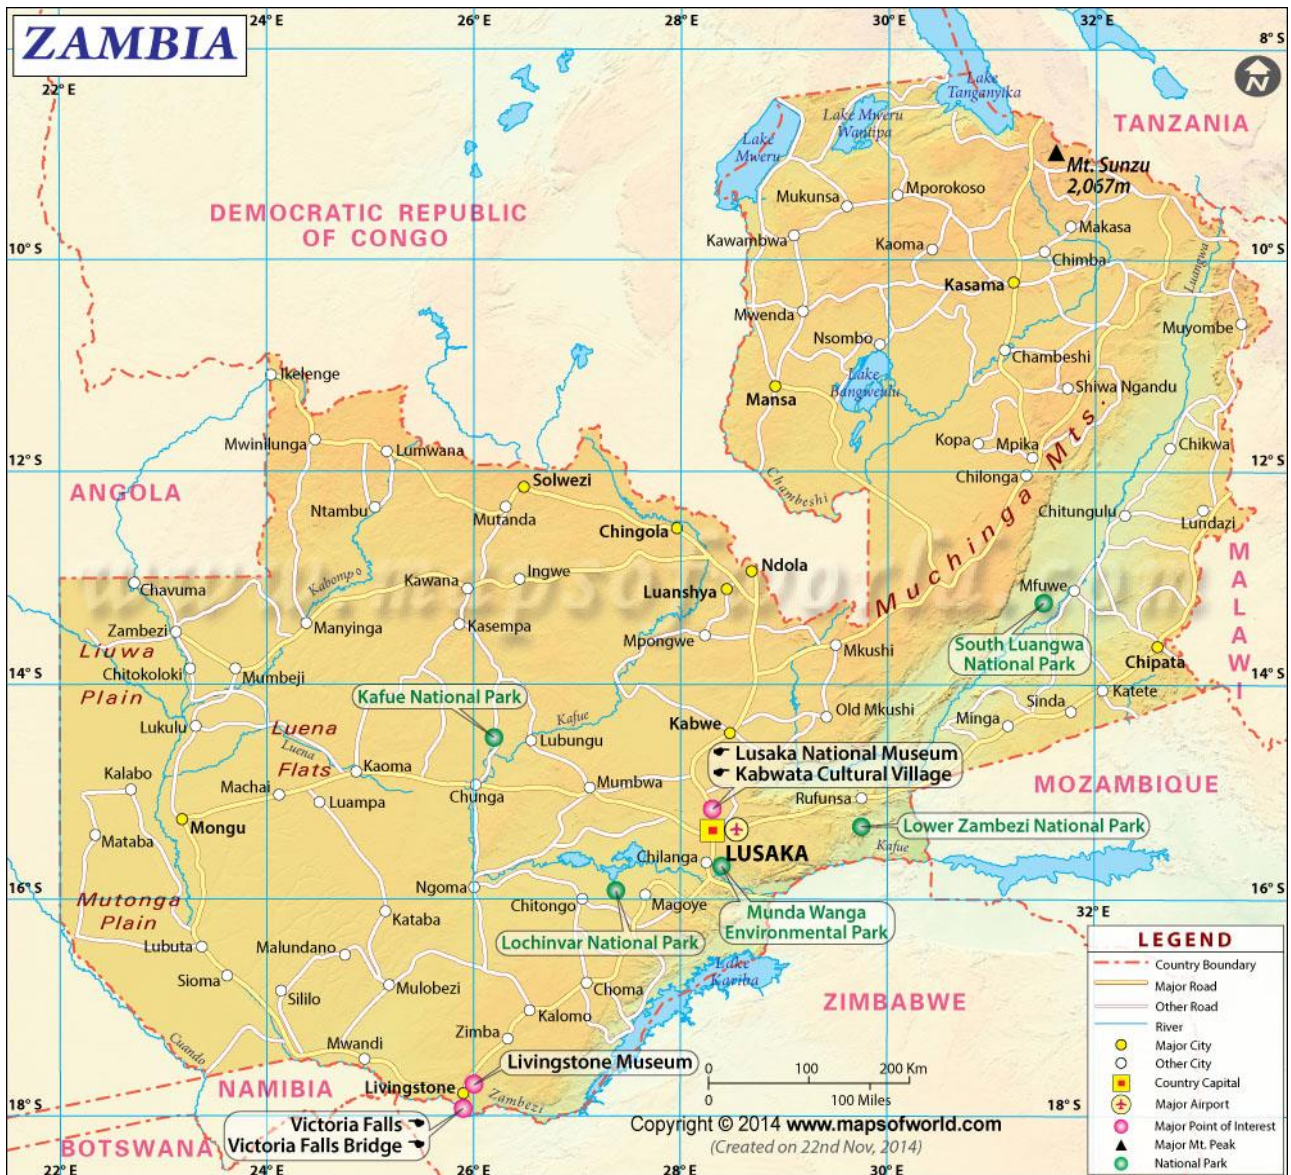 ZAMBIA
24° E
26° E
28° E
30° E
32° E
8° S
22° E
N
Lake
Tanganyika
TANZANIA
Lake Mweru
Wantipa
Lake
Mweru
Mt. Sunzu
2,067m
DEMOCRATIC REPUBLIC
OF CONGO
Mporokoso
Mukunsa
Makasa
Kawambwa
Kaoma
Chimba
Luangwa
10° S
10° S
Kasama
Mwenda
Muyombe
Nsombo
Chambeshi
Ikelenge
Lake
Bangweulu
Mansa
Shiwa Ngandu
Mwinilunga
Lumwana
Kopa
Mpika
Chikwa
Chilonga
12° S
12° S
ANGOLA
Solwezi
Chambeshi
Muchinga Mts.
Ntambu
Mutanda
Chingola
Chitungulu
Lundazi
www.mapsofworld.com
Ndola
MALAWI
Chavuma
Kabompo
Kawana
Ingwe
Luanshya
Mfuwe
Zambezi
Manyinga
Kasempa
Mpongwe
Mkushi
South Luangwa
National Park
Liuwa
Plain
Chitokoloki
Mumbeji
Chipata
14° S
14° S
Kafue National Park
Katete
Sinda
Lukulu
Luena
Flats
Luena
Kafue
Lubungu
Kabwe
Old Mkushi
Minga
Lusaka National Museum
Kabwata Cultural Village
Kalabo
Machai
Kaoma
Chunga
Mumbwa
Rufunsa
MOZAMBIQUE
Luampa
Mongu
Mataba
Lower Zambezi National Park
Kafue
Chilanga
LUSAKA
16° S
16° S
Mutonga
Plain
Ngoma
Chitongo
Magoye
32° E
Kataba
Munda Wanga
Environmental Park
Lochinvar National Park
Lubuta
Malundano
Lake
Kariba
Sioma
Sililo
Mulobezi
Choma
ZIMBABWE
Kalomo
Zimba
Cuando
Mwandi
Livingstone Museum
NAMIBIA
Livingstone
Zambezi
0 100 200 Km
0 100 Miles
18° S
18° S
Victoria Falls
Victoria Falls Bridge
BOTSWANA
Copyright © 2014 www.mapsofworld.com
(Created on 22nd Nov, 2014)
22° E
24° E
26° E
28° E
30° E
LEGEND
Country Boundary
Major Road
Other Road
River
Major City
Other City
Country Capital
Major Airport
Major Point of Interest
Major Mt. Peak
National Park